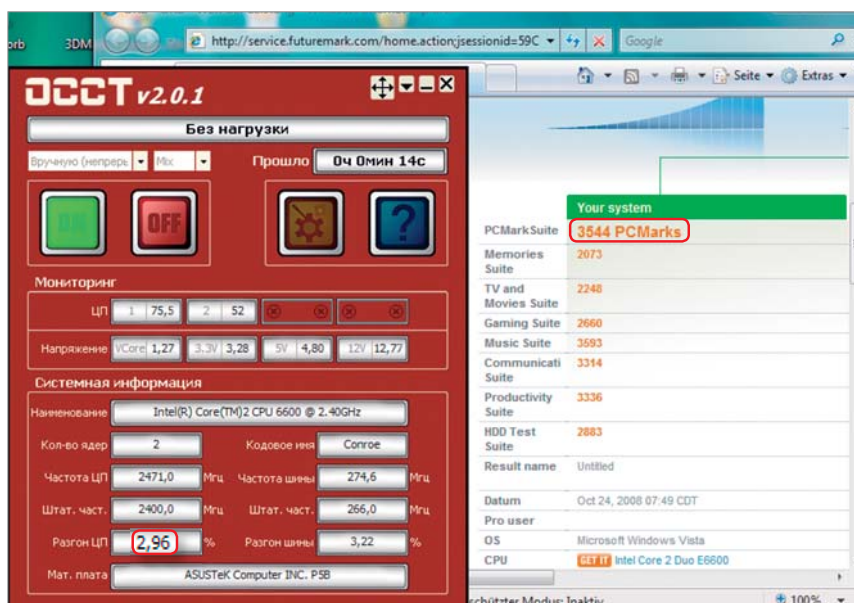 orb
3DM
http://service.futuremark.com/home.action;jsessionid=59C
Google
Seite
Extras
OCCT v2.0.1
Без нагрузки
Вручную (непреры
Mix
Прошло
0ч 0мин 14с
ON
OFF
?
Мониторинг
ЦП
1 75,5
2 52
Напряжение
VCore 1,27
3.3V 3,28
5V 4,80
12V 12,77
Системная информация
Наименование
Intel(R) Core(TM)2 CPU 6600 @ 2.40GHz
Кол-во ядер
2
Кодовое имя
Conroe
Частота ЦП
2471,0
Мгц
Частота шины
274,6
Мгц
Штат. част.
2400,0
Мгц
Штат. част.
266,0
Мгц
Разгон ЦП
2,96
%
Разгон шины
3,22
%
Мат. плата
ASUSTeK Computer INC. P5B
Your system
PCMark Suite
3544 PCMarks
Memories Suite
2073
TV and Movies Suite
2248
Gaming Suite
2660
Music Suite
3593
Communicati Suite
3314
Productivity Suite
3336
HDD Test Suite
2883
Result name
Untitled
Datum
Oct 24, 2008 07:49 CDT
Pro user
OS
Microsoft Windows Vista
CPU
GET IT Intel Core 2 Duo E6600
Modus: Inaktiv
100%